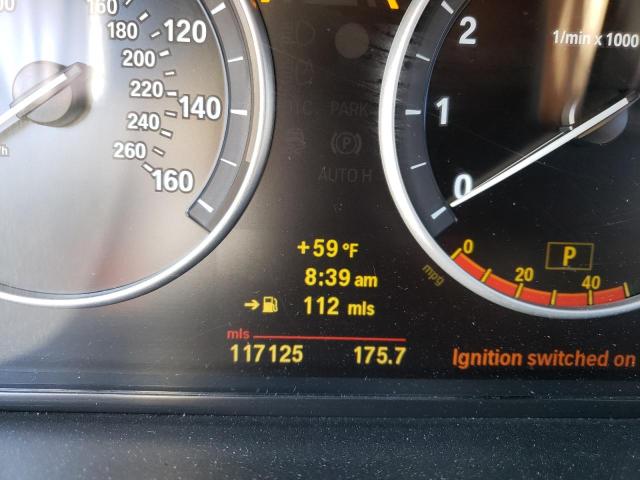 160
180
200
220
240
260
120
140
160
PARK
P
AUTO H
+59 °F
8:39 am
112 mls
mls
117125 175.7
2
1/min x 1000
1
0
P
0
20
40
mpg
Ignition switched on